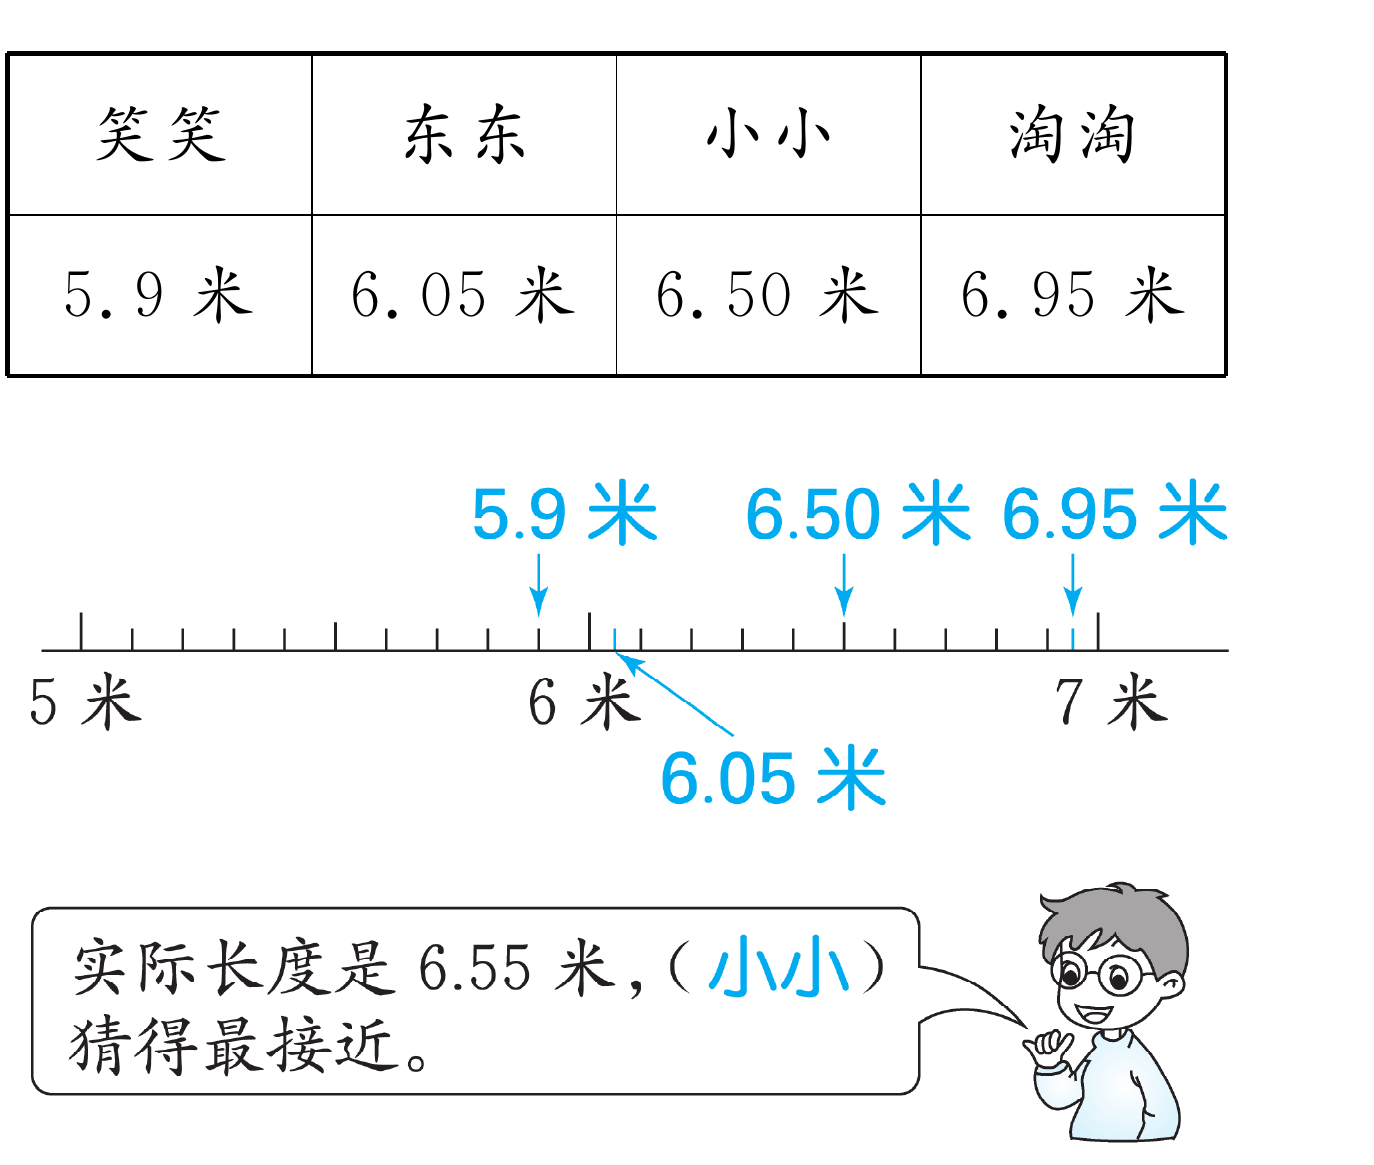 笑笑 东东 小小 淘淘
5.9 米 6.05 米 6.50 米 6.95 米
5.9 米 6.50 米 6.95 米
5 米 6 米 7 米
6.05 米
实际长度是 6.55 米,(小小)
猜得最接近。